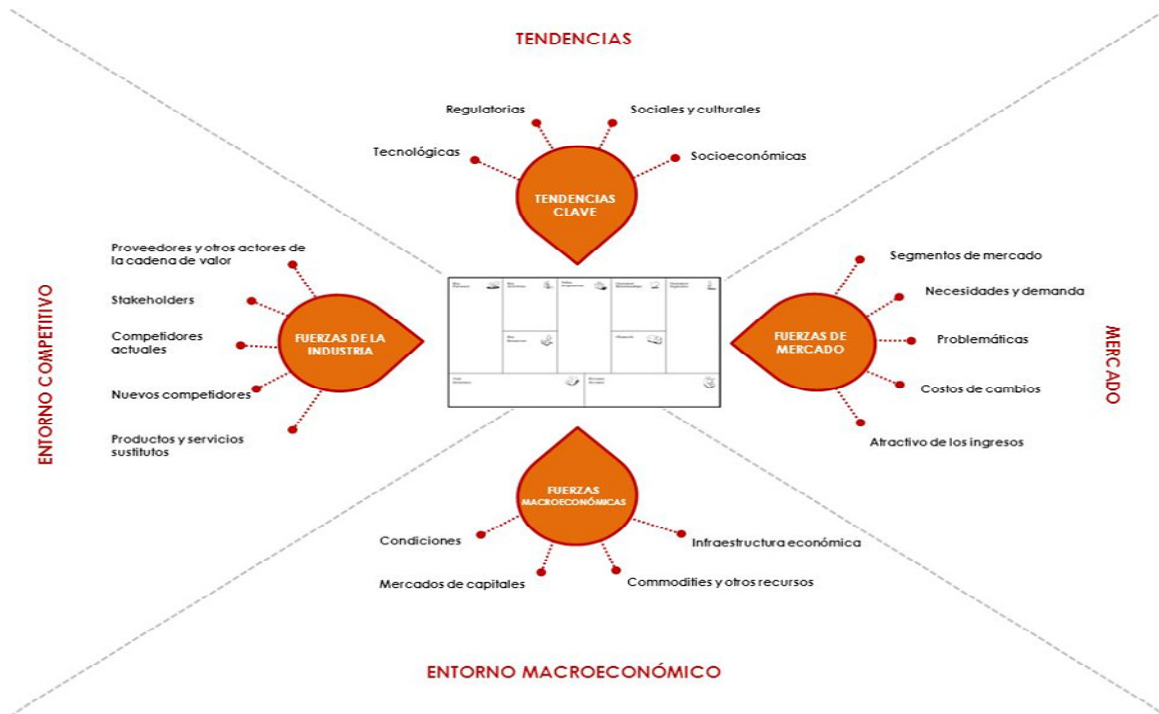 TENDENCIAS
Regulatorias
Sociales y culturales
Tecnológicas
Socioeconómicas
TENDENCIAS
CLAVE
ENTORNO COMPETITIVO
Proveedores y otros actores de
la cadena de valor
Stakeholders
Competidores
actuales
Nuevos competidores
Productos y servicios
sustitutos
FUERZAS DE LA
INDUSTRIA
FUERZAS DE
MERCADO
Segmentos de mercado
Necesidades y demanda
Problemáticas
Costos de cambios
Atractivo de los ingresos
MERCADO
FUERZAS
MACROECONÓMICAS
Condiciones
Infraestructura económica
Mercados de capitales
Commodities y otros recursos
ENTORNO MACROECONÓMICO